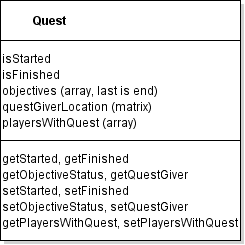 Quest
isStarted
isFinished
objectives (array, last is end)
questGiverLocation (matrix)
playersWithQuest (array)
getStarted, getFinished
getObjectiveStatus, getQuestGiver
setStarted, setFinished
setObjectiveStatus, setQuestGiver
getPlayersWithQuest, setPlayersWithQuest